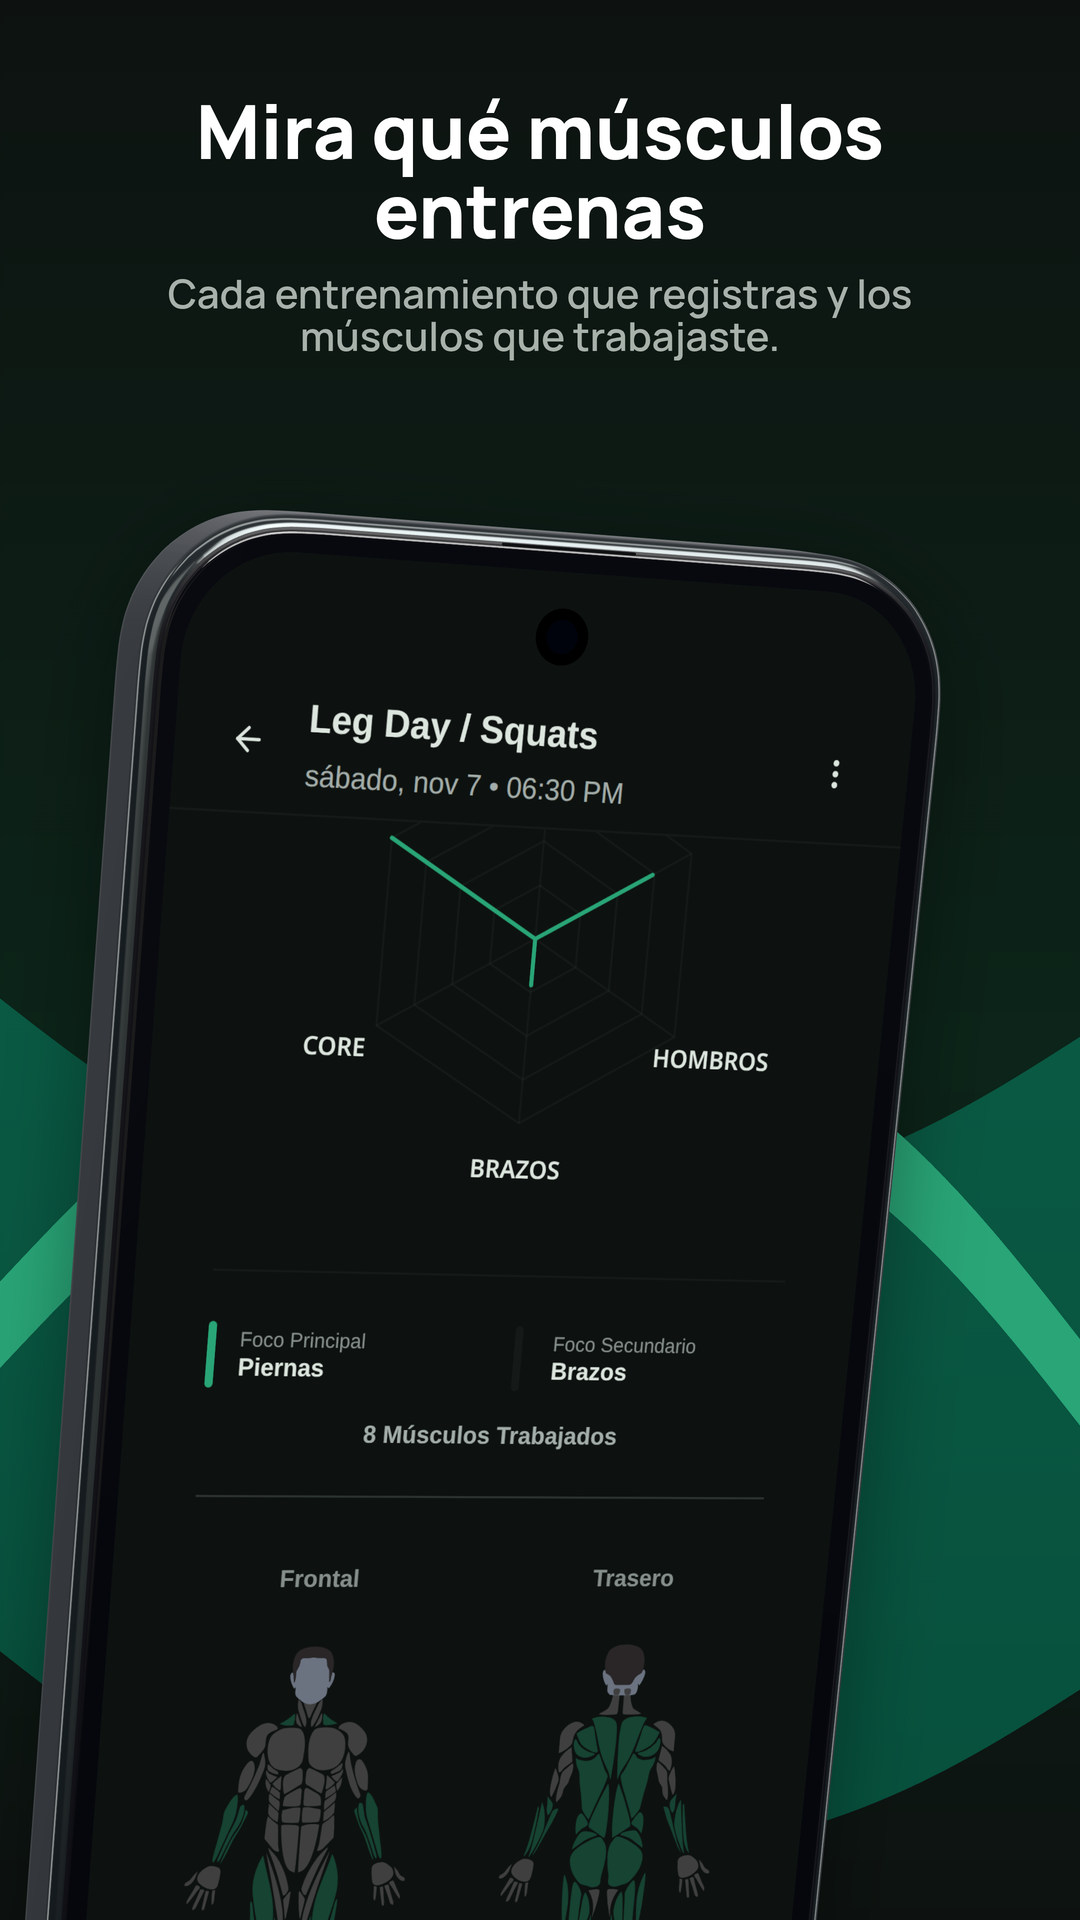 Mira qué músculos
entrenas
Cada entrenamiento que registras y los
músculos que trabajaste.
Leg Day / Squats
sábado, nov 7 • 06:30 PM
CORE
HOMBROS
BRAZOS
Foco Principal
Piernas
Foco Secundario
Brazos
8 Músculos Trabajados
Frontal
Trasero